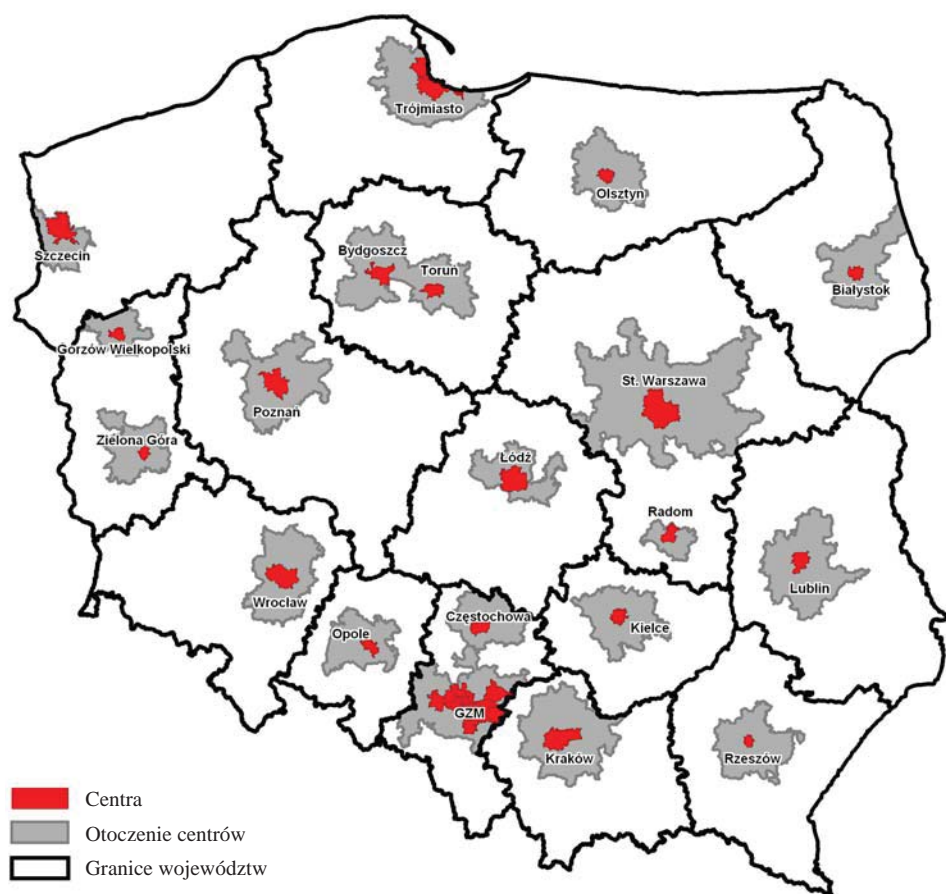 Trójmiasto
Olsztyn
Szczecin
Bydgoszcz
Toruń
Białystok
Gorzów Wielkopolski
St. Warszawa
Poznań
Zielona Góra
Łódź
Radom
Lublin
Wrocław
Częstochowa
Opole
Kielce
GZM
Kraków
Rzeszów
Centra
Otoczenie centrów
Granice województw